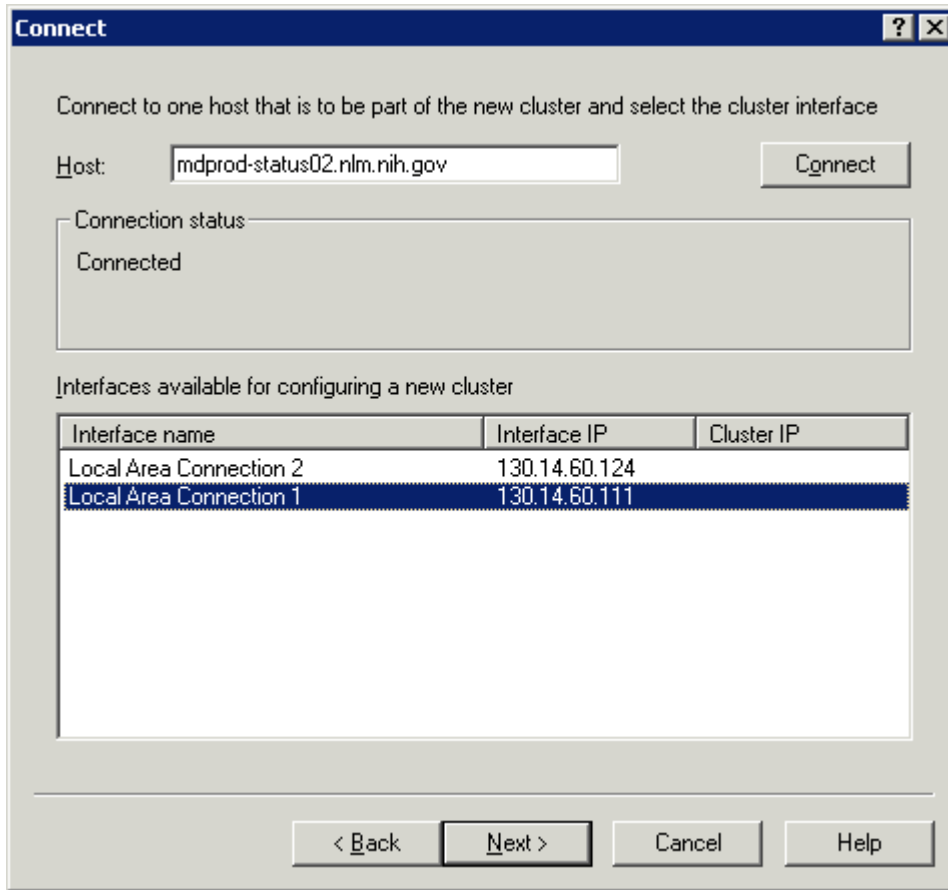 Connect
Connect to one host that is to be part of the new cluster and select the cluster interface
Host: mdprod-status02.nlm.nih.gov Connect
Connection status
Connected
Interfaces available for configuring a new cluster
Interface name Interface IP Cluster IP
Local Area Connection 2 130.14.60.124
Local Area Connection 1 130.14.60.111
< Back Next > Cancel Help